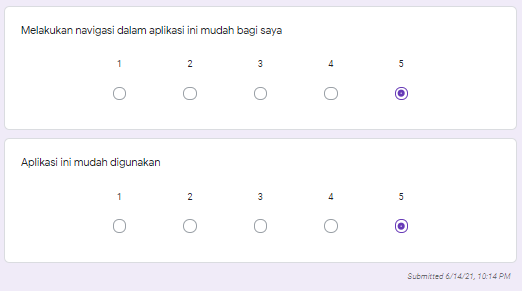 Melakukan navigasi dalam aplikasi ini mudah bagi saya
1 2 3 4 5
Aplikasi ini mudah digunakan
1 2 3 4 5
Submitted 6/14/21, 10:14 PM